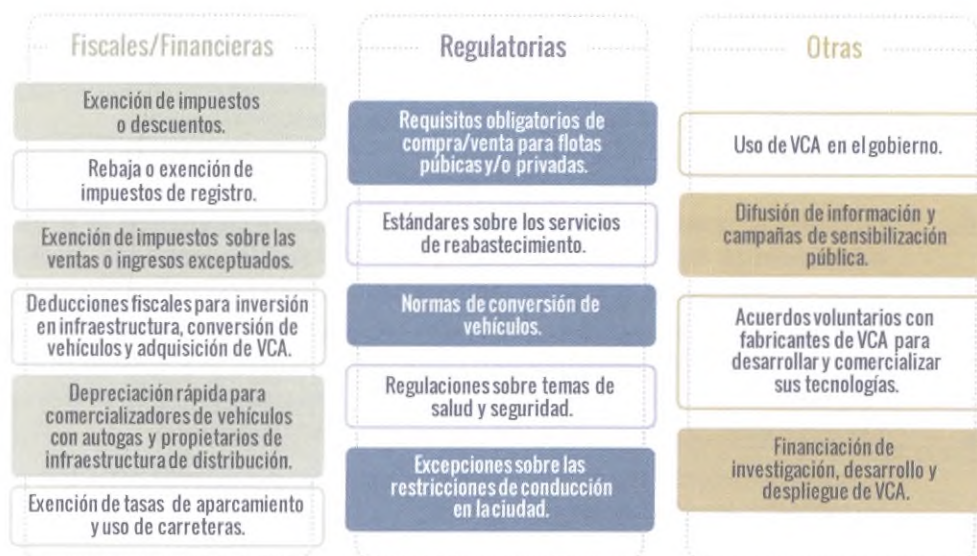 Fiscales/Financieras
Exención de impuestos
o descuentos.
Rebaja o exención de
impuestos de registro.
Exención de impuestos sobre las
ventas o ingresos exceptuados.
Deducciones fiscales para inversión
en infraestructura, conversión de
vehículos y adquisición de VCA.
Depreciación rápida para
comercializadores de vehículos
con autogas y propietarios de
infraestructura de distribución.
Exención de tasas de aparcamiento
y uso de carreteras.
Regulatorias
Requisitos obligatorios de
compra/venta para flotas
púbicas y/o privadas.
Estándares sobre los servicios
de reabastecimiento.
Normas de conversión de
vehículos.
Regulaciones sobre temas de
salud y seguridad.
Excepciones sobre las
restricciones de conducción
en la ciudad.
Otras
Uso de VCA en el gobierno.
Difusión de información y
campañas de sensibilización
pública.
Acuerdos voluntarios con
fabricantes de VCA para
desarrollar y comercializar
sus tecnologías.
Financiación de
investigación, desarrollo y
despliegue de VCA.